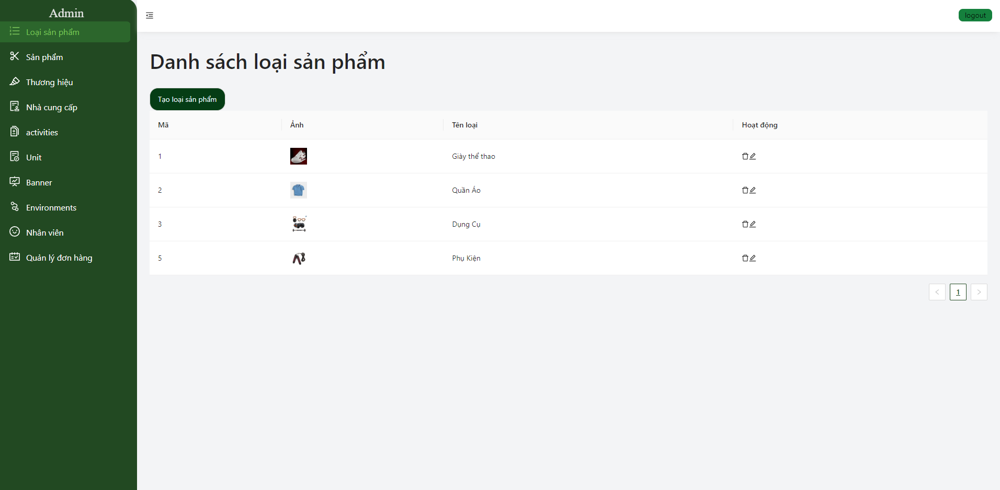 Admin
Loại sản phẩm
Sản phẩm
Thương hiệu
Nhà cung cấp
activities
Unit
Banner
Environments
Nhân viên
Quản lý đơn hàng
logout
Danh sách loại sản phẩm
Tạo loại sản phẩm
Mã Ảnh Tên loại Hoạt động
1 Giày thể thao
2 Quần Áo
3 Dụng Cụ
5 Phụ Kiện
< 1 >